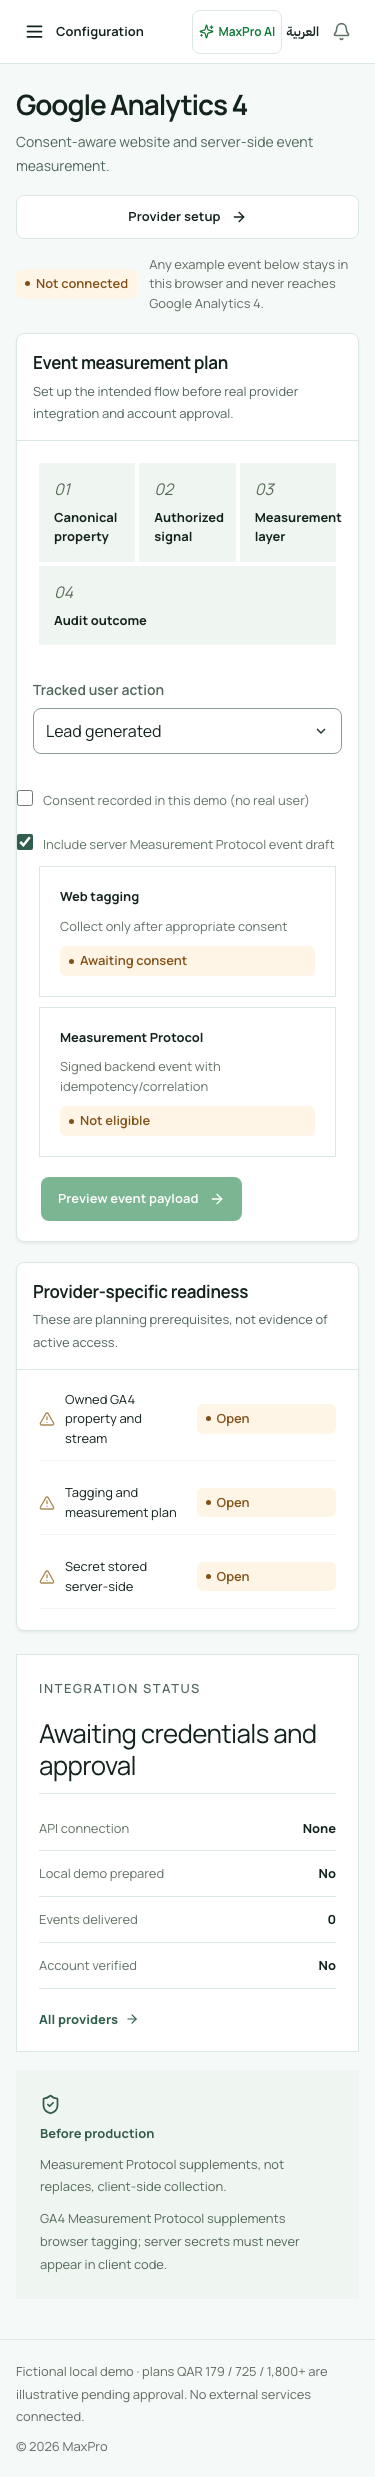 Configuration
MaxPro AI
العربية
Google Analytics 4
Consent-aware website and server-side event
measurement.
Provider setup
Not connected
Any example event below stays in
this browser and never reaches
Google Analytics 4.
Event measurement plan
Set up the intended flow before real provider
integration and account approval.
01
Canonical
property
02
Authorized
signal
03
Measurement
layer
04
Audit outcome
Tracked user action
Lead generated
Consent recorded in this demo (no real user)
Include server Measurement Protocol event draft
Web tagging
Collect only after appropriate consent
Awaiting consent
Measurement Protocol
Signed backend event with
idempotency/correlation
Not eligible
Preview event payload
Provider-specific readiness
These are planning prerequisites, not evidence of
active access.
Owned GA4
property and
stream
Open
Tagging and
measurement plan
Open
Secret stored
server-side
Open
INTEGRATION STATUS
Awaiting credentials and
approval
API connection None
Local demo prepared No
Events delivered 0
Account verified No
All providers
Before production
Measurement Protocol supplements, not
replaces, client-side collection.
GA4 Measurement Protocol supplements
browser tagging; server secrets must never
appear in client code.
Fictional local demo · plans QAR 179 / 725 / 1,800+ are
illustrative pending approval. No external services
connected.
© 2026 MaxPro